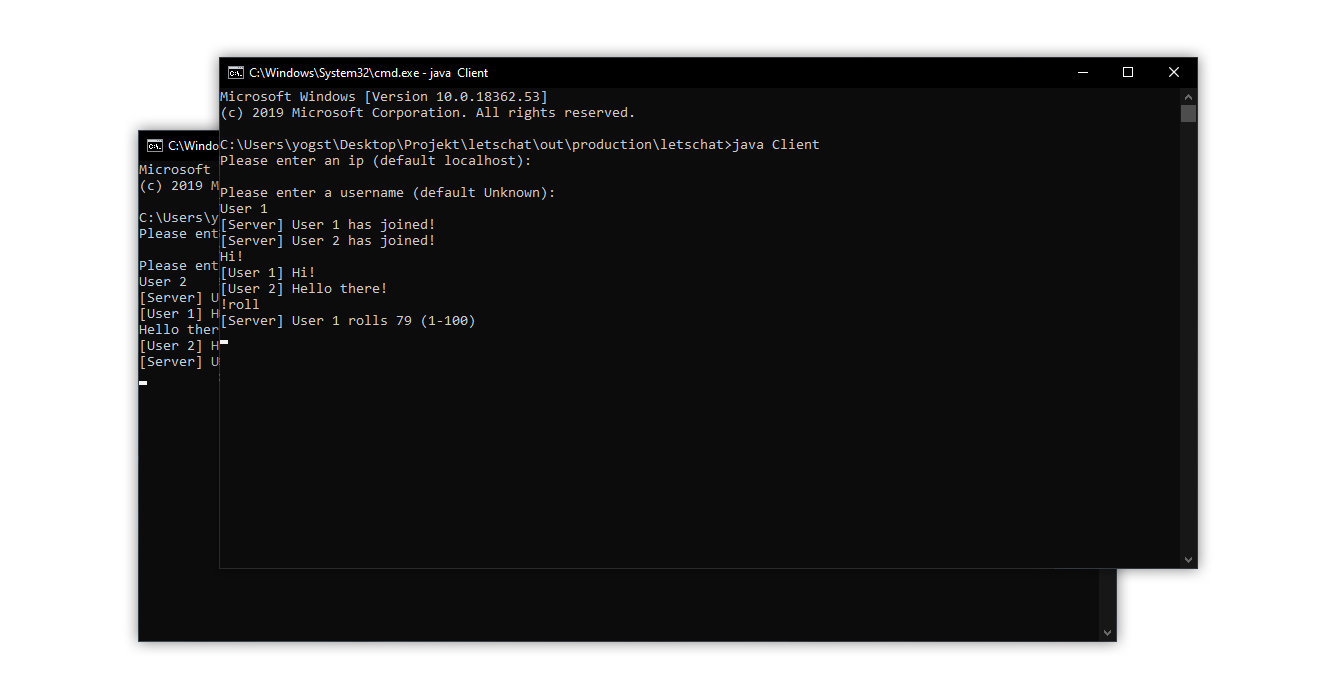 C:\Windows\System32\cmd.exe - java  Client
Microsoft Windows [Version 10.0.18362.53]
(c) 2019 Microsoft Corporation. All rights reserved.
C:\Users\yogst\Desktop\Projekt\letschat\out\production\letschat>java Client
Please enter an ip (default localhost):
Please enter a username (default Unknown):
User 1
[Server] User 1 has joined!
[Server] User 2 has joined!
Hi!
[User 1] Hi!
[User 2] Hello there!
!roll
[Server] User 1 rolls 79 (1-100)
C:\Windo
Microsoft
(c) 2019 M
C:\Users\y
Please ent
Please ent
User 2
[Server] U
[User 1] H
Hello ther
[User 2] H
[Server] U